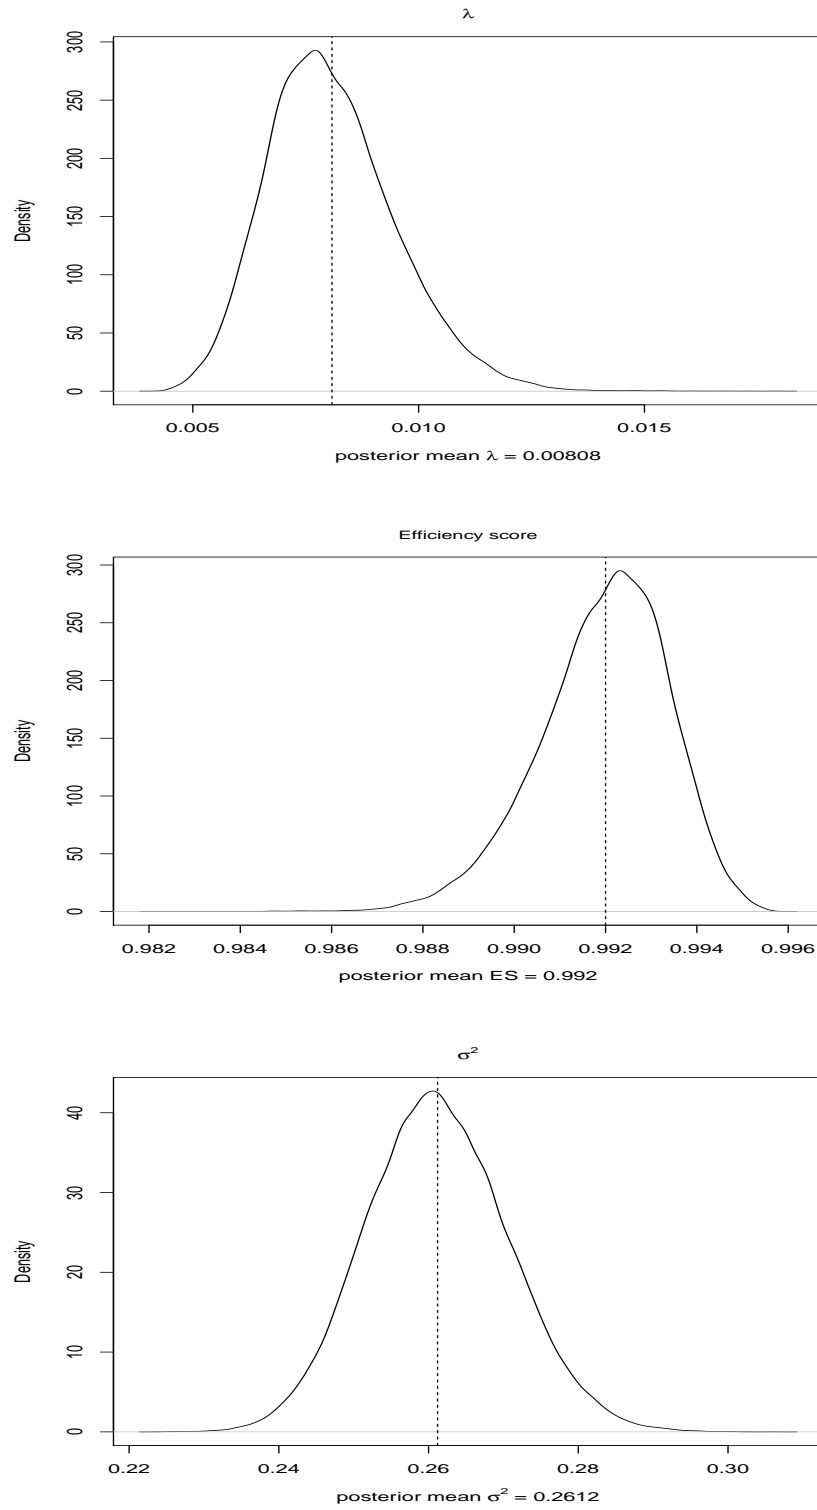 λ
Density
300
250
200
150
100
50
0
0.005 0.010 0.015
posterior mean λ = 0.00808
Efficiency score
Density
300
250
200
150
100
50
0
0.982 0.984 0.986 0.988 0.990 0.992 0.994 0.996
posterior mean ES = 0.992
σ²
Density
40
30
20
10
0
0.22 0.24 0.26 0.28 0.30
posterior mean σ² = 0.2612